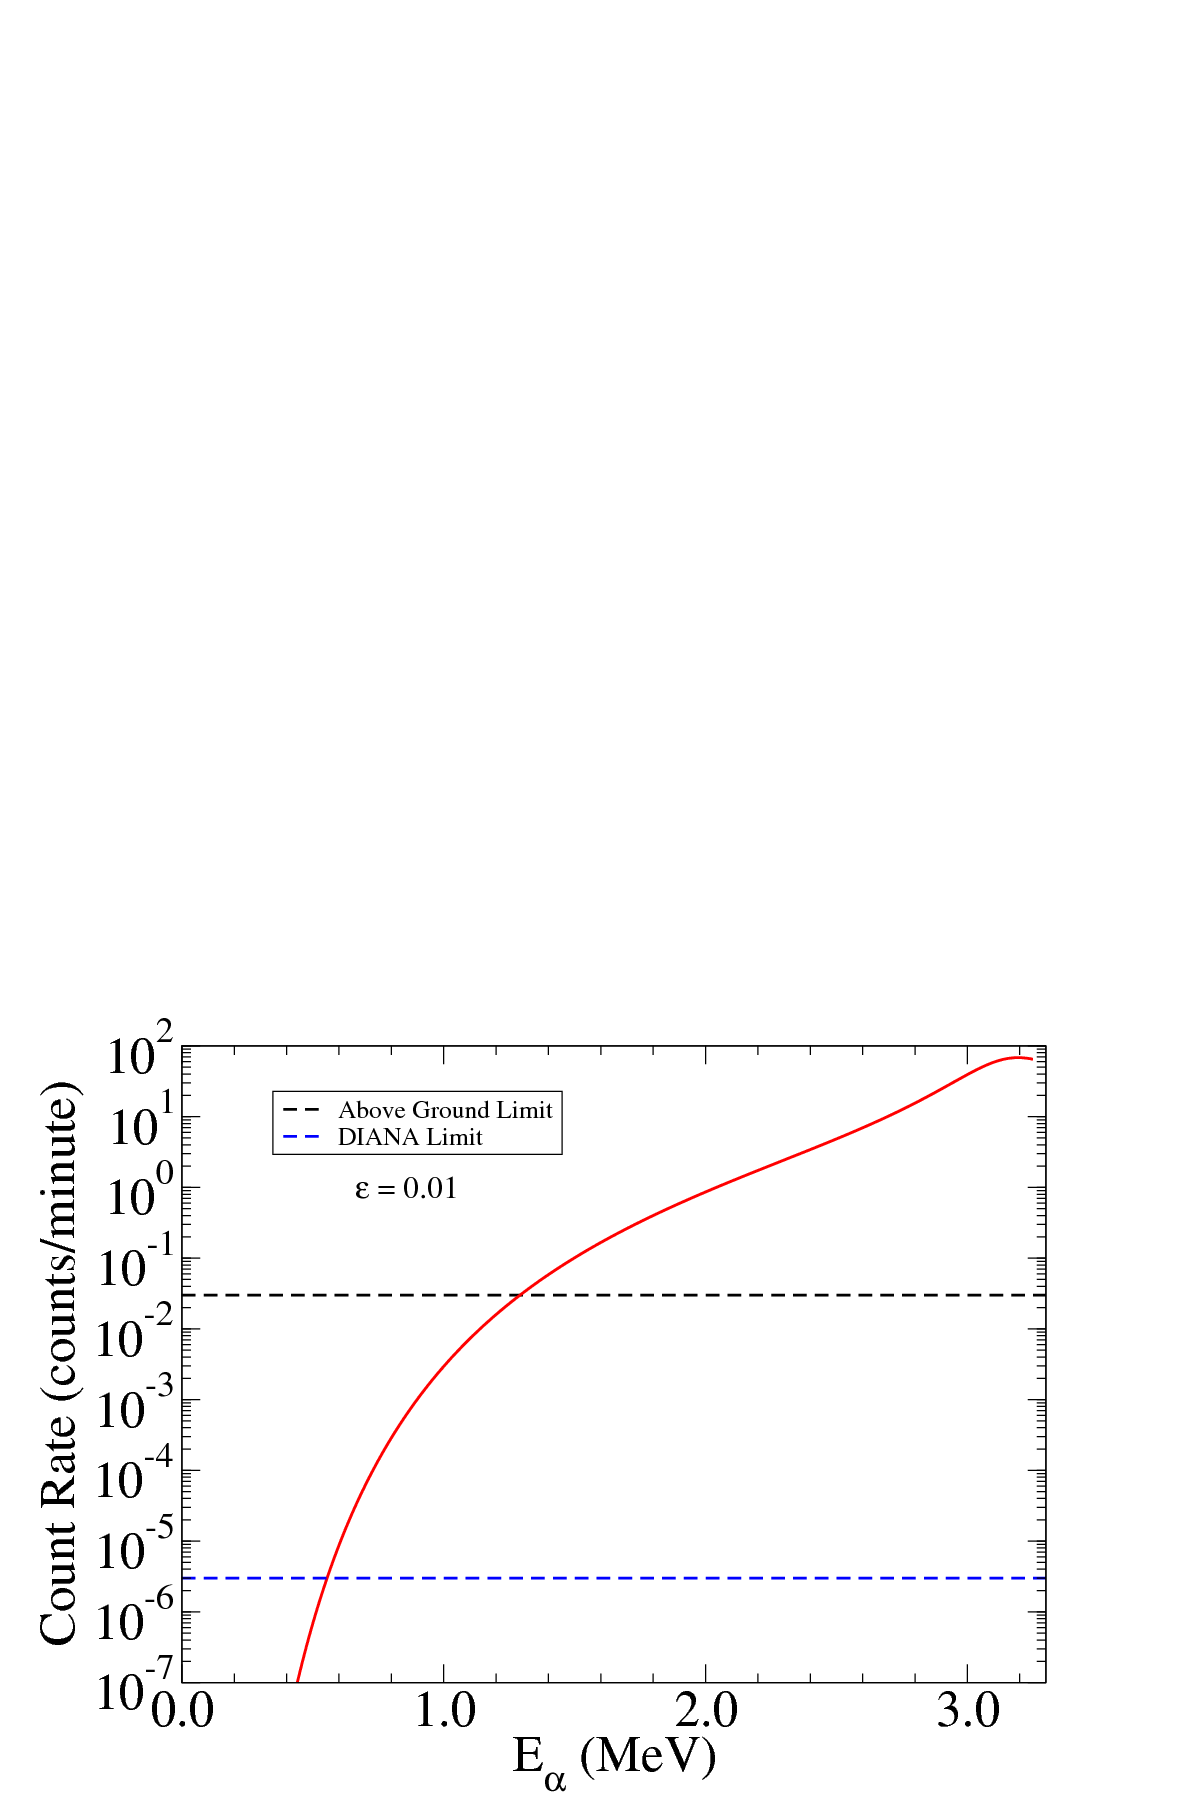 10^2
10^1
10^0
10^-1
10^-2
10^-3
10^-4
10^-5
10^-6
10^-7
Count Rate (counts/minute)
Above Ground Limit
DIANA Limit
ε = 0.01
0.0 1.0 2.0 3.0
E_α (MeV)